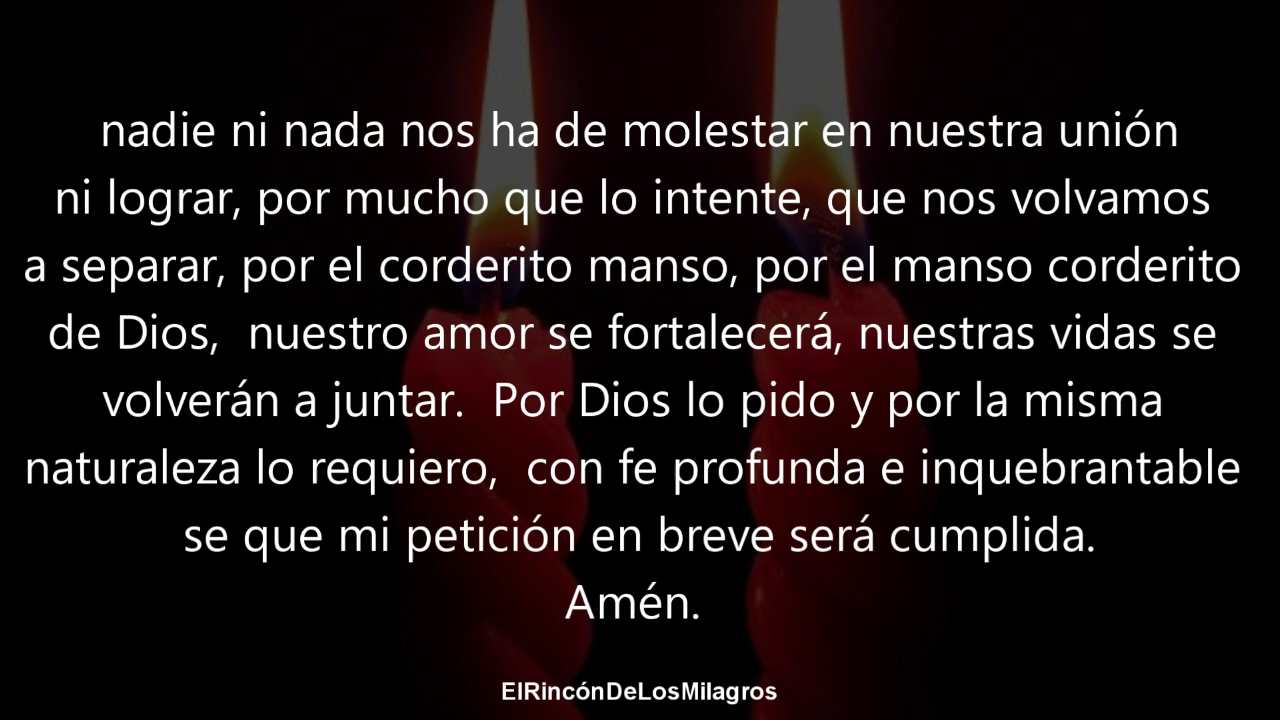 nadie ni nada nos ha de molestar en nuestra unión
ni lograr, por mucho que lo intente, que nos volvamos
a separar, por el corderito manso, por el manso corderito
de Dios,  nuestro amor se fortalecerá, nuestras vidas se
volverán a juntar.  Por Dios lo pido y por la misma
naturaleza lo requiero,  con fe profunda e inquebrantable
se que mi petición en breve será cumplida.
Amén.
ElRincónDeLosMilagros